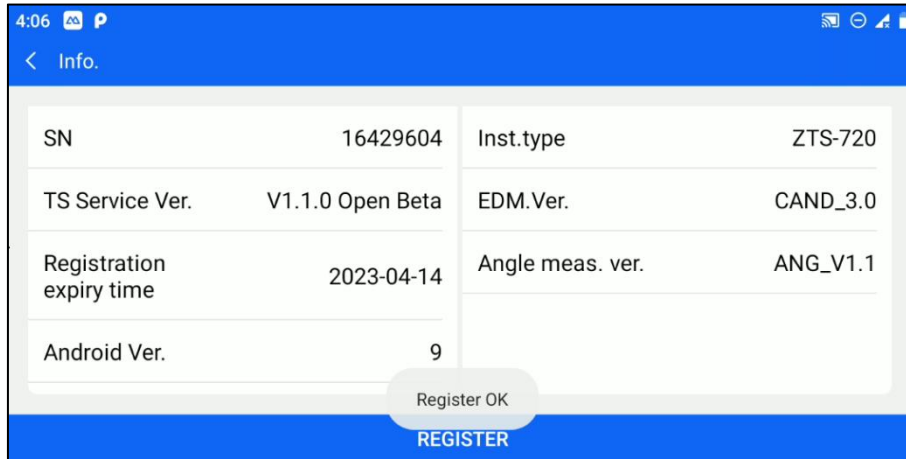 4:06
Info.
SN 16429604
TS Service Ver. V1.1.0 Open Beta
Registration
expiry time 2023-04-14
Android Ver. 9
Inst.type ZTS-720
EDM.Ver. CAND_3.0
Angle meas. ver. ANG_V1.1
Register OK
REGISTER